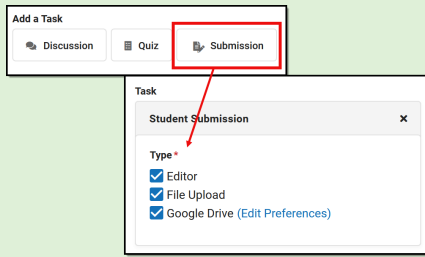 Add a Task
Discussion Quiz Submission
Task
Student Submission
Type *
Editor
File Upload
Google Drive (Edit Preferences)